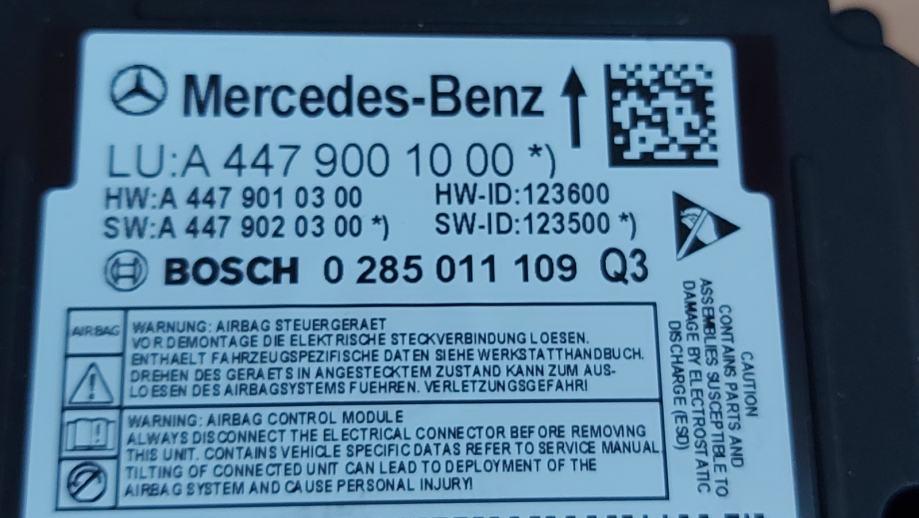 Mercedes-Benz
LU:A 447 900 10 00 *)
HW:A 447 901 03 00 HW-ID:123600
SW:A 447 902 03 00 *) SW-ID:123500 *)
BOSCH 0 285 011 109 Q3
AIRBAG
WARNUNG: AIRBAG STEUERGERAET
VOR DEMONTAGE DIE ELEKTRISCHE STECKVERBINDUNG LOESEN.
ENTHAELT FAHRZEUGSPEZIFISCHE DATEN SIEHE WERKSTATTHANDBUCH.
DREHEN DES GERAETS IN ANGESTECKTEM ZUSTAND KANN ZUM AUS-
LOESEN DES AIRBAGSYSTEMS FUEHREN. VERLETZUNGSGEFAHR!
WARNING: AIRBAG CONTROL MODULE
ALWAYS DISCONNECT THE ELECTRICAL CONNECTOR BEFORE REMOVING
THIS UNIT. CONTAINS VEHICLE SPECIFIC DATAS REFER TO SERVICE MANUAL.
TILTING OF CONNECTED UNIT CAN LEAD TO DEPLOYMENT OF THE
AIRBAG SYSTEM AND CAUSE PERSONAL INJURY!
CAUTION
CONTAINS PARTS AND
ASSEMBLIES SUSCEPTIBLE TO
DAMAGE BY ELECTROSTATIC
DISCHARGE (ESD)